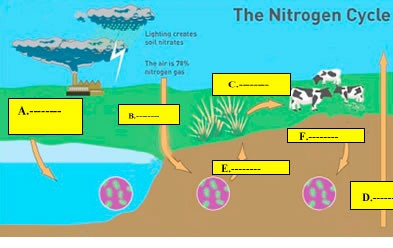 The Nitrogen Cycle
Lighting creates
soil nitrates
The air is 78%
nitrogen gas
C.---------
A.---------
B.--------
F.--------
E.--------
D.------